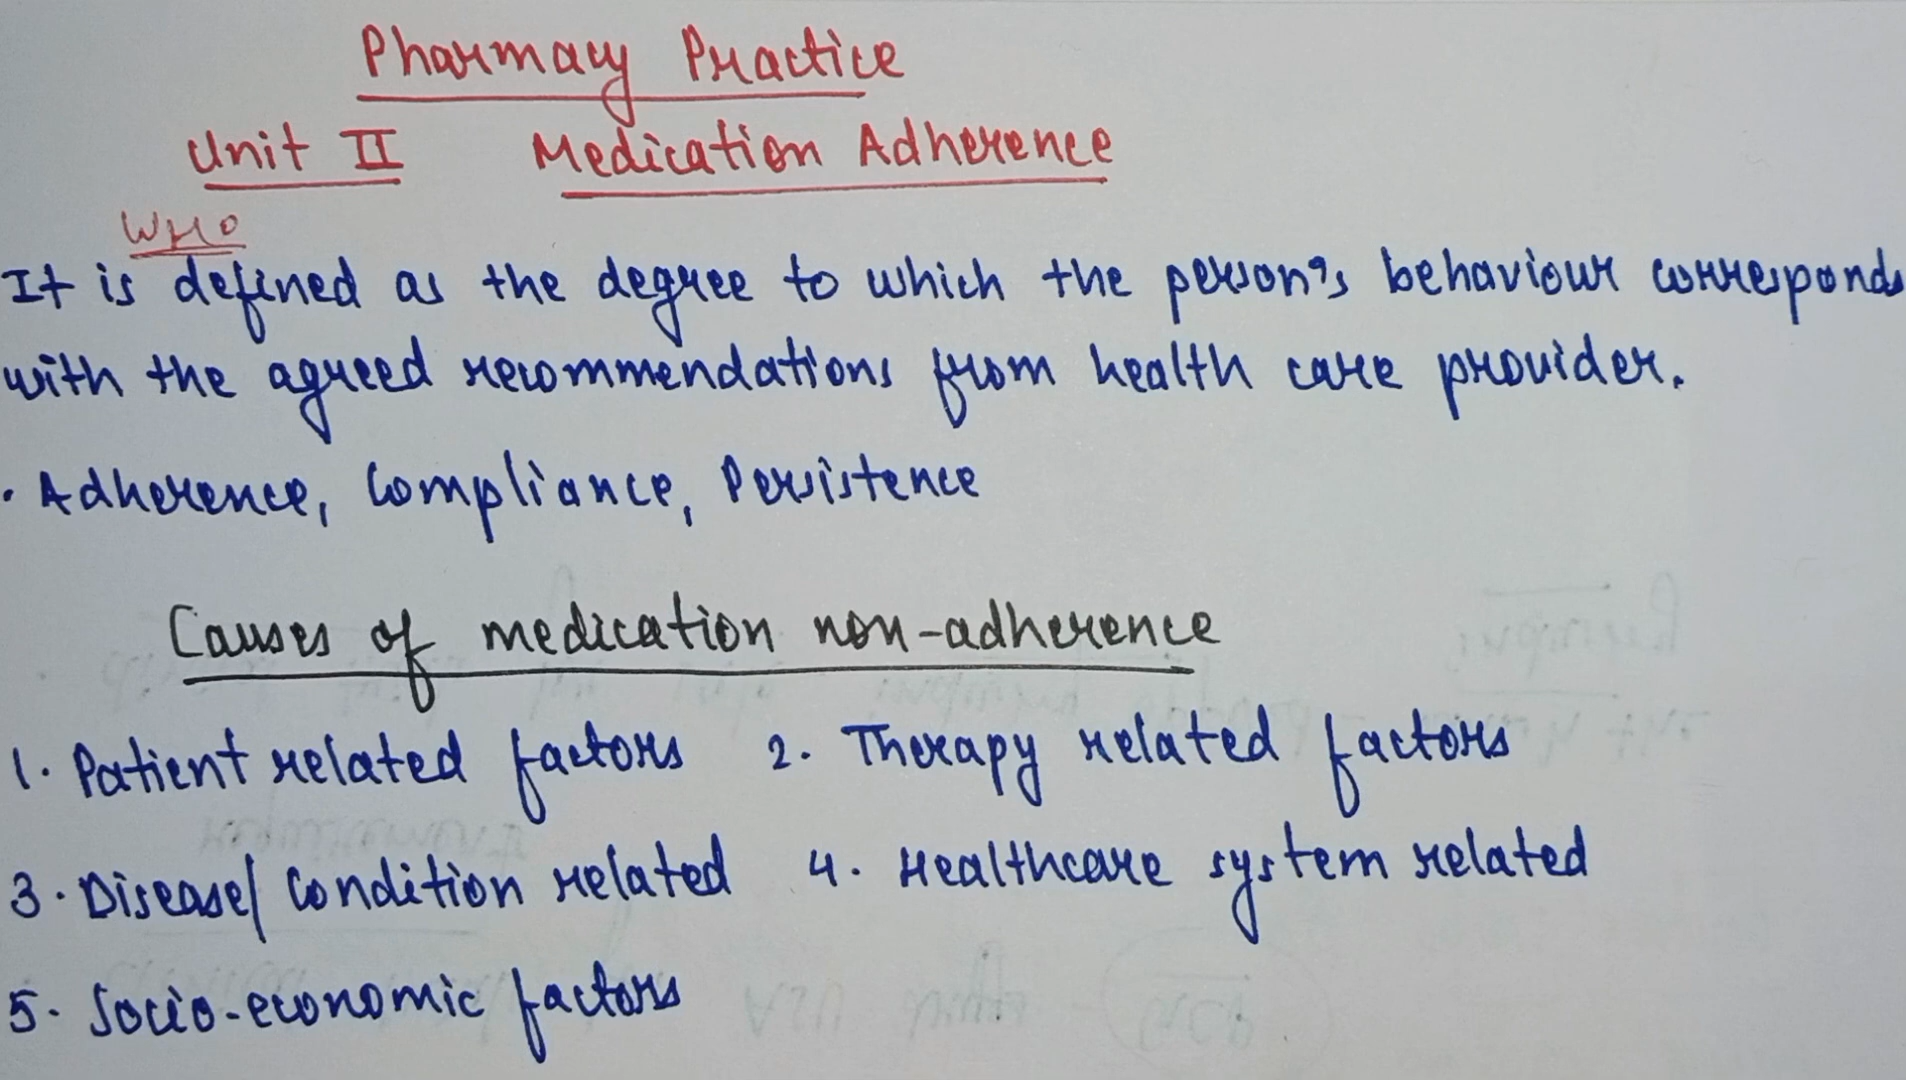 Pharmacy Practice
Unit II Medication Adherence
WHO
It is defined as the degree to which the person's behaviour corresponds
with the agreed recommendations from health care provider.
· Adherence, Compliance, Persistence
Causes of medication non-adherence
1. Patient related factors 2. Therapy related factors
3. Disease/ Condition related 4. Healthcare system related
5. Socio-economic factors